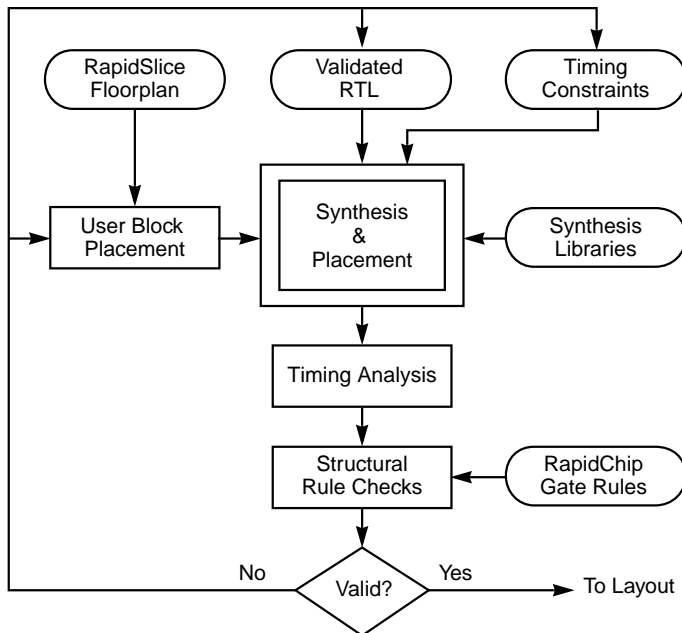 RapidSlice
Floorplan
Validated
RTL
Timing
Constraints
User Block
Placement
Synthesis
&
Placement
Synthesis
Libraries
Timing Analysis
Structural
Rule Checks
RapidChip
Gate Rules
No
Valid?
Yes
To Layout